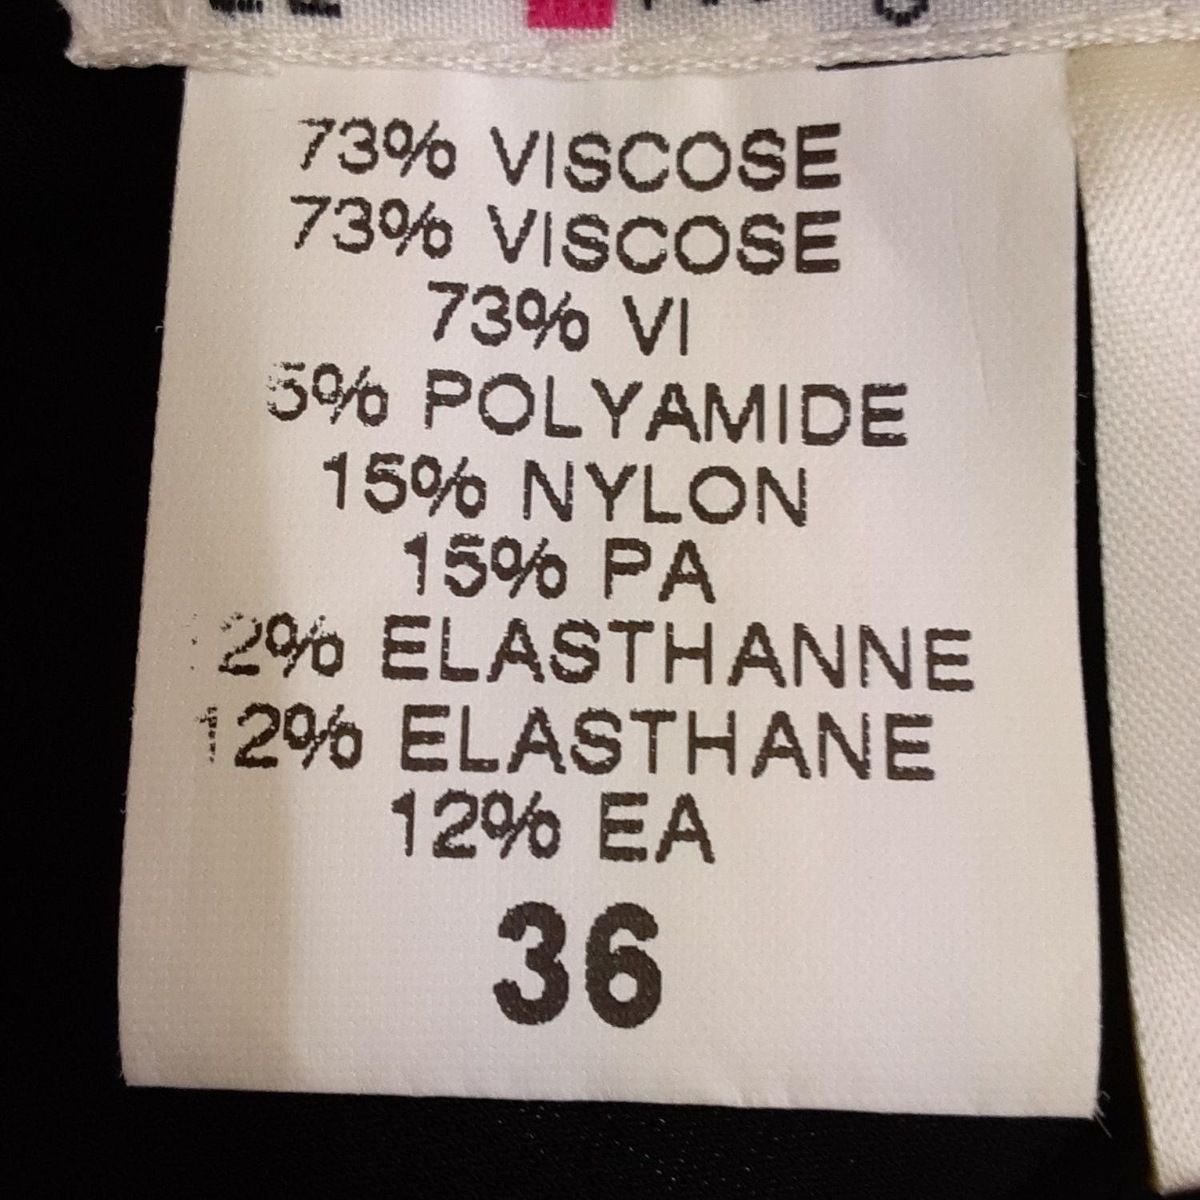 73% VISCOSE
73% VISCOSE
73% VI
5% POLYAMIDE
15% NYLON
15% PA
2% ELASTHANNE
12% ELASTHANE
12% EA
36